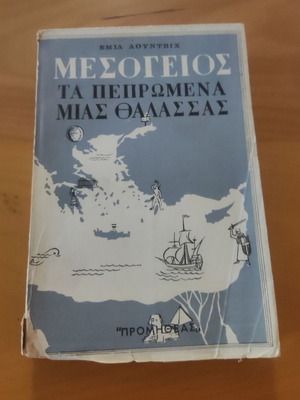 ΕΜΙΛ ΛΟΥΝΤΒΙΧ
ΜΕΣΟΓΕΙΟΣ
ΤΑ ΠΕΠΡΩΜΕΝΑ
ΜΙΑΣ ΘΑΛΑΣΣΑΣ
"ΠΡΟΜΗΘΕΑΣ"